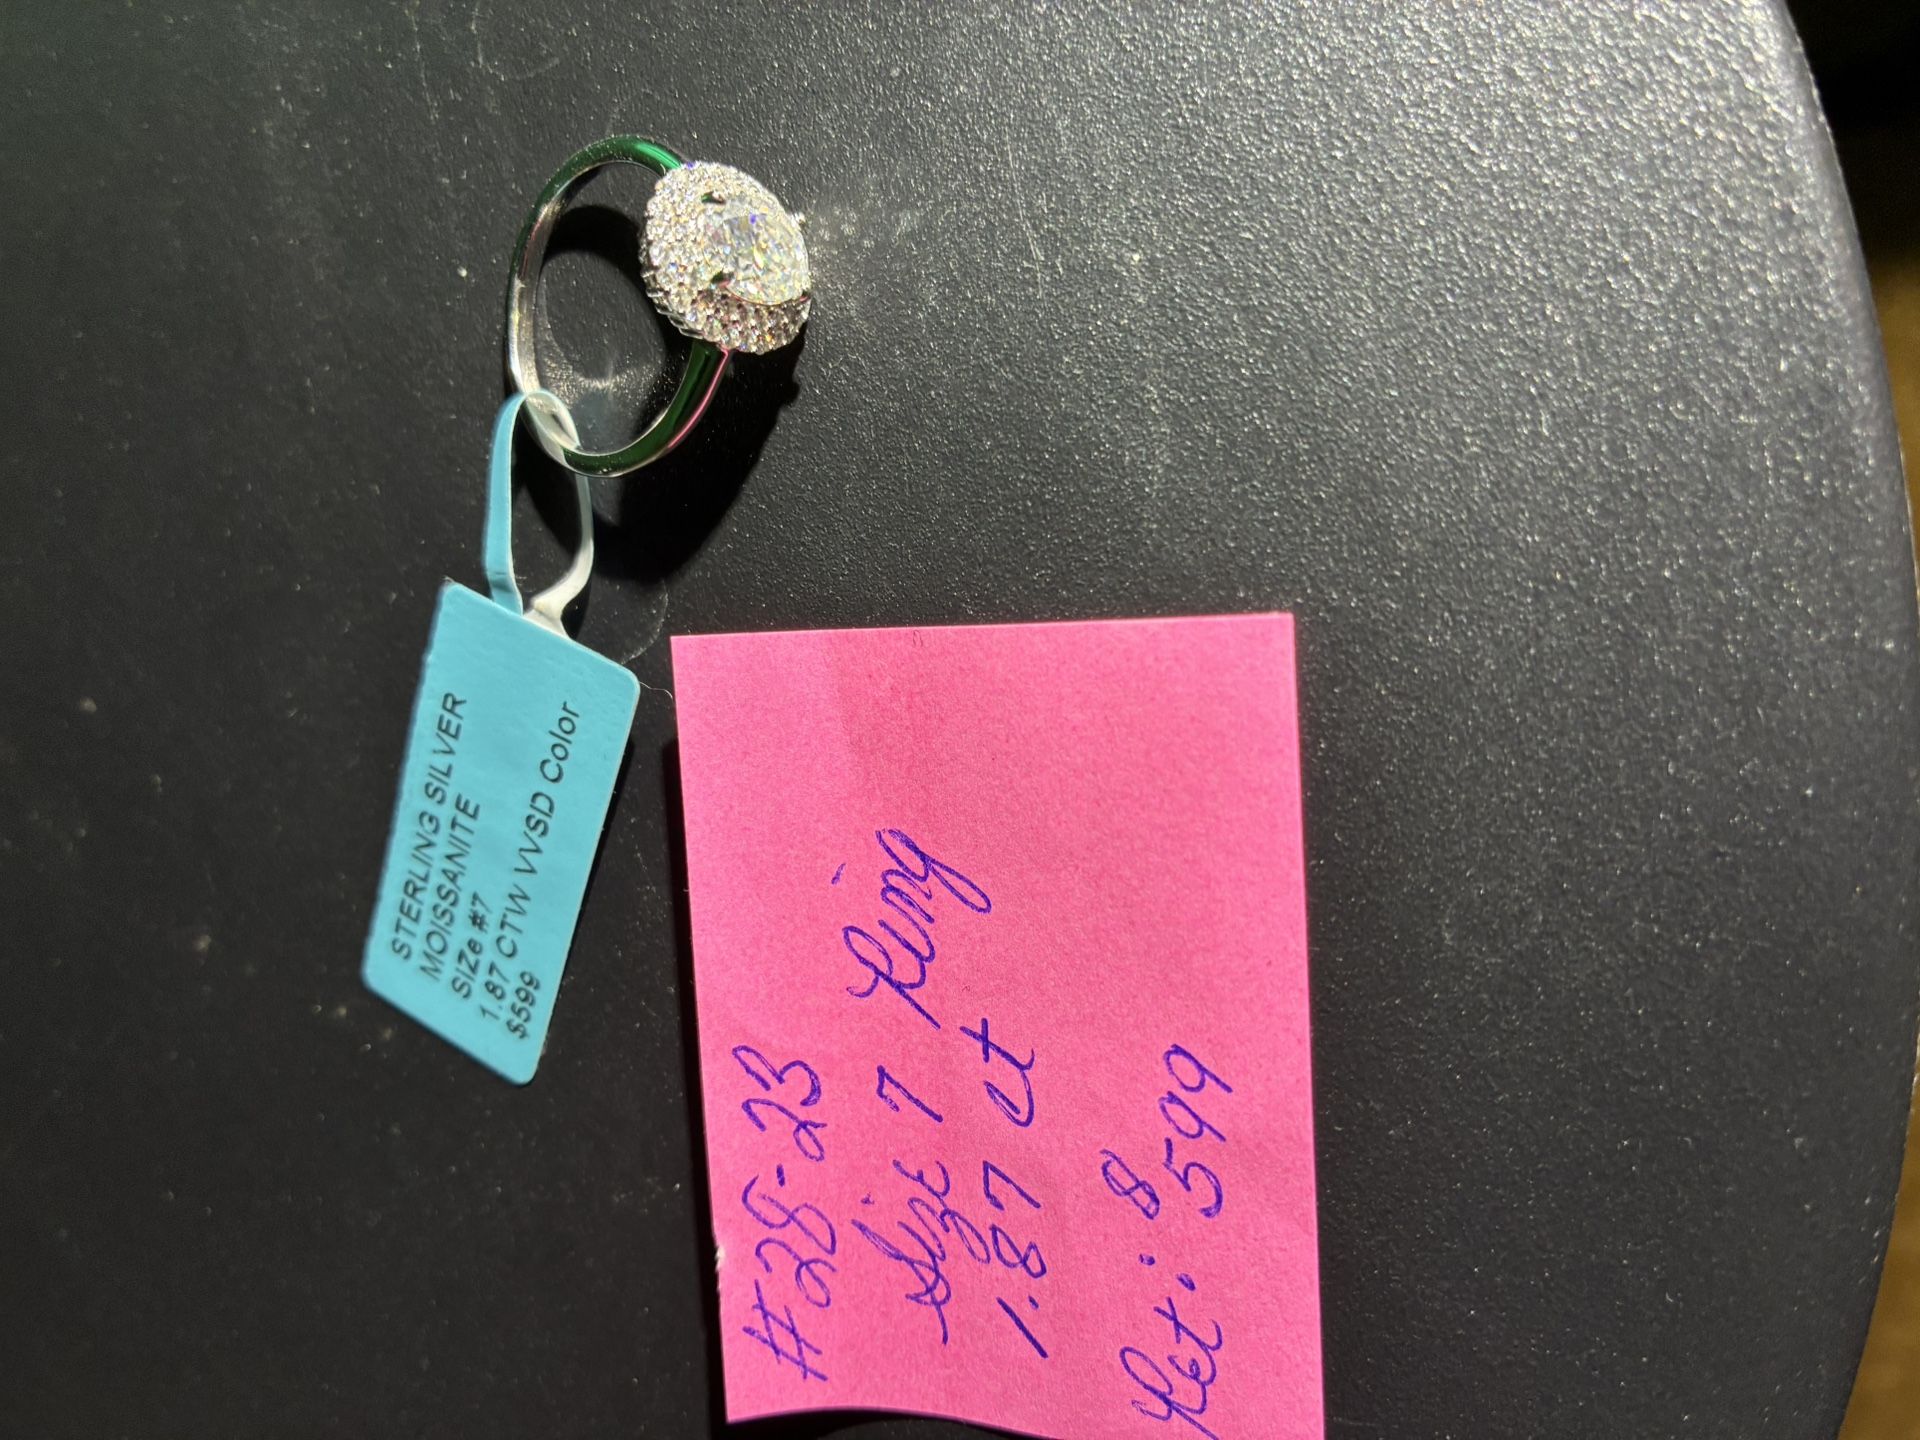 STERLING SILVER
MOISSANITE
Size #7
1.87 CTW VVSD Color
$599
#28-23
Size 7 Ring
1.87 ct
Ret: $599